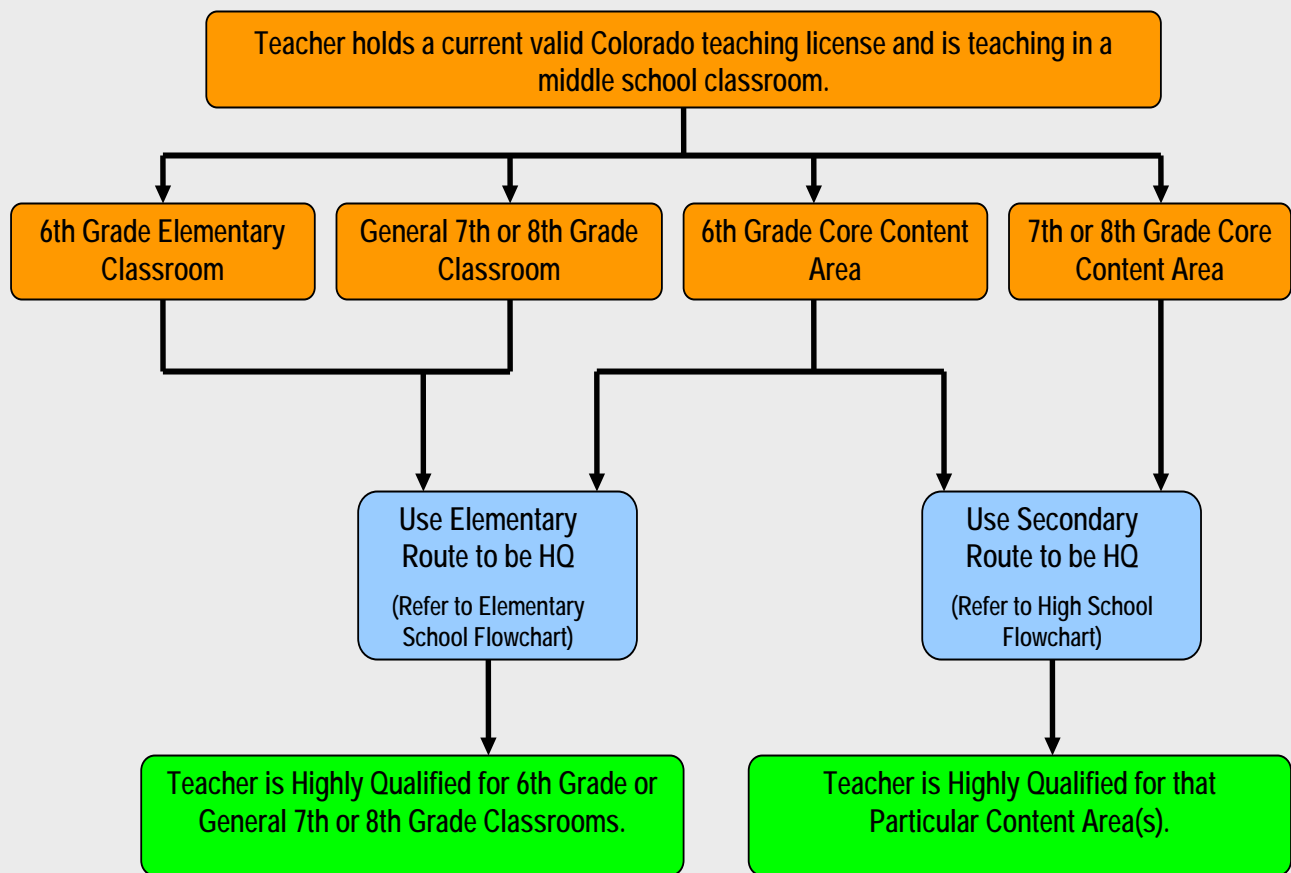 Teacher holds a current valid Colorado teaching license and is teaching in a
middle school classroom.
6th Grade Elementary
Classroom
General 7th or 8th Grade
Classroom
6th Grade Core Content
Area
7th or 8th Grade Core
Content Area
Use Elementary
Route to be HQ
(Refer to Elementary
School Flowchart)
Use Secondary
Route to be HQ
(Refer to High School
Flowchart)
Teacher is Highly Qualified for 6th Grade or
General 7th or 8th Grade Classrooms.
Teacher is Highly Qualified for that
Particular Content Area(s).